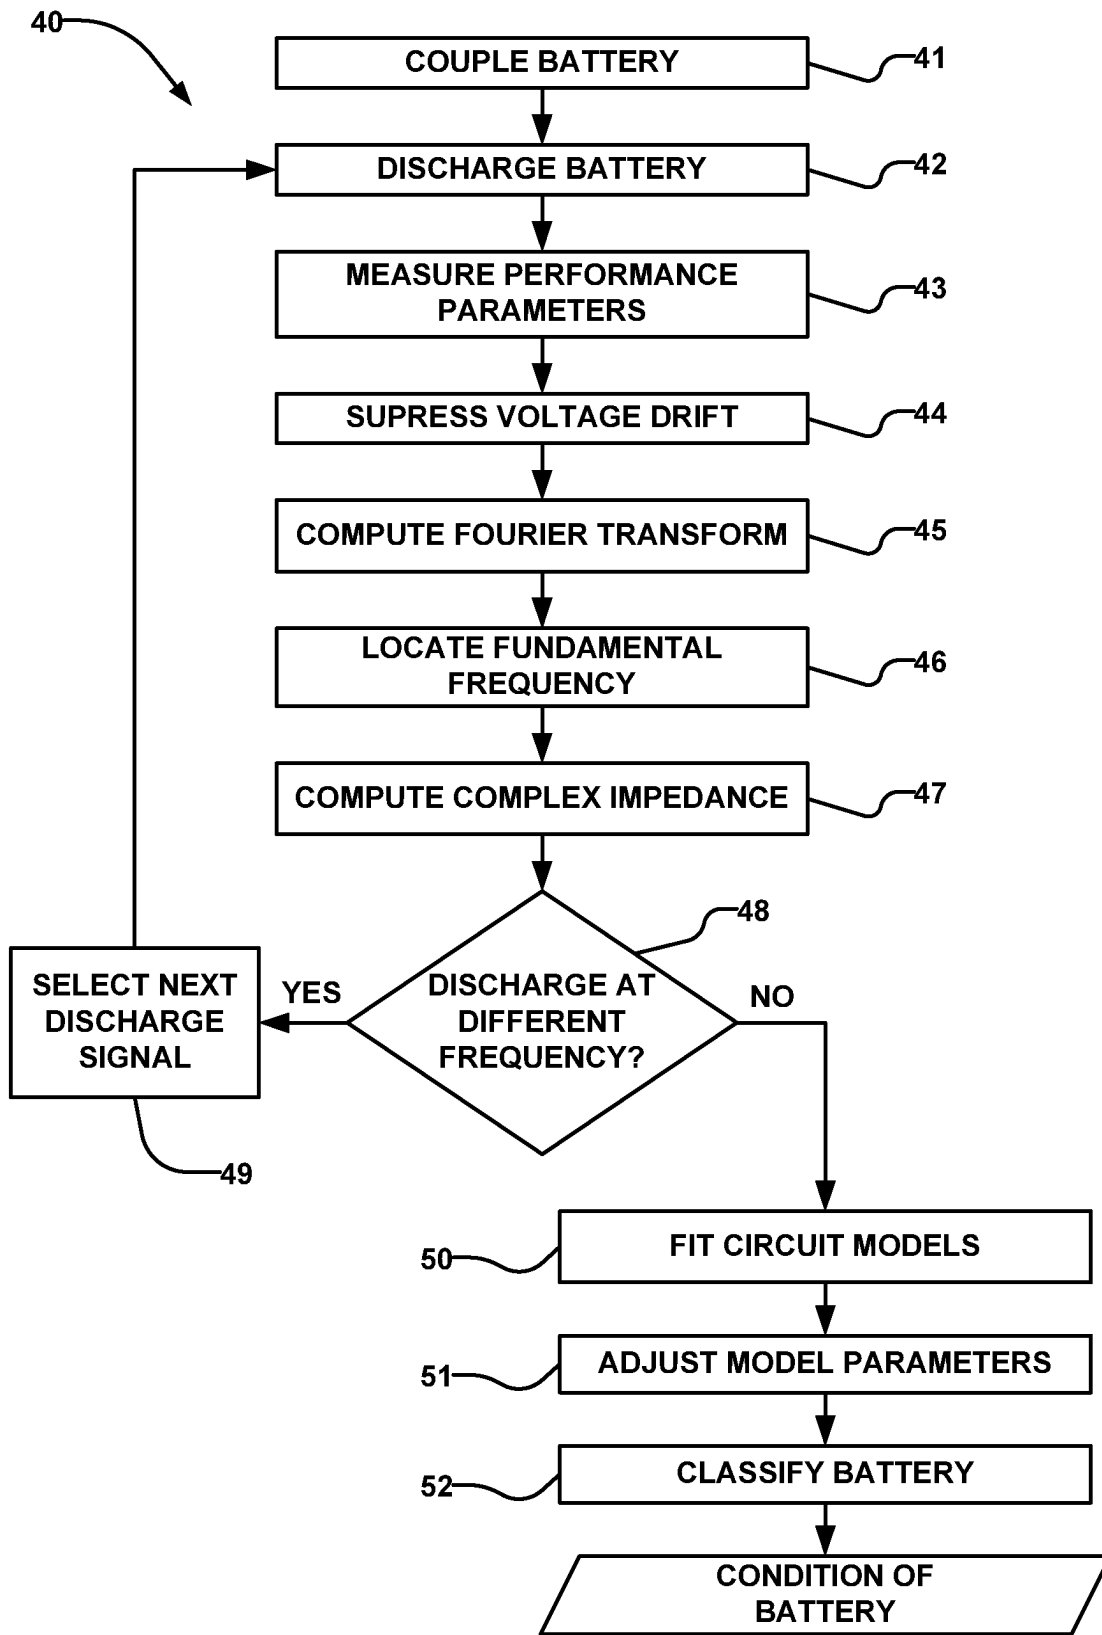 40
COUPLE BATTERY
41
DISCHARGE BATTERY
42
MEASURE PERFORMANCE
PARAMETERS
43
SUPRESS VOLTAGE DRIFT
44
COMPUTE FOURIER TRANSFORM
45
LOCATE FUNDAMENTAL
FREQUENCY
46
COMPUTE COMPLEX IMPEDANCE
47
48
DISCHARGE AT
DIFFERENT
FREQUENCY?
YES
NO
SELECT NEXT
DISCHARGE
SIGNAL
49
FIT CIRCUIT MODELS
50
ADJUST MODEL PARAMETERS
51
CLASSIFY BATTERY
52
CONDITION OF
BATTERY